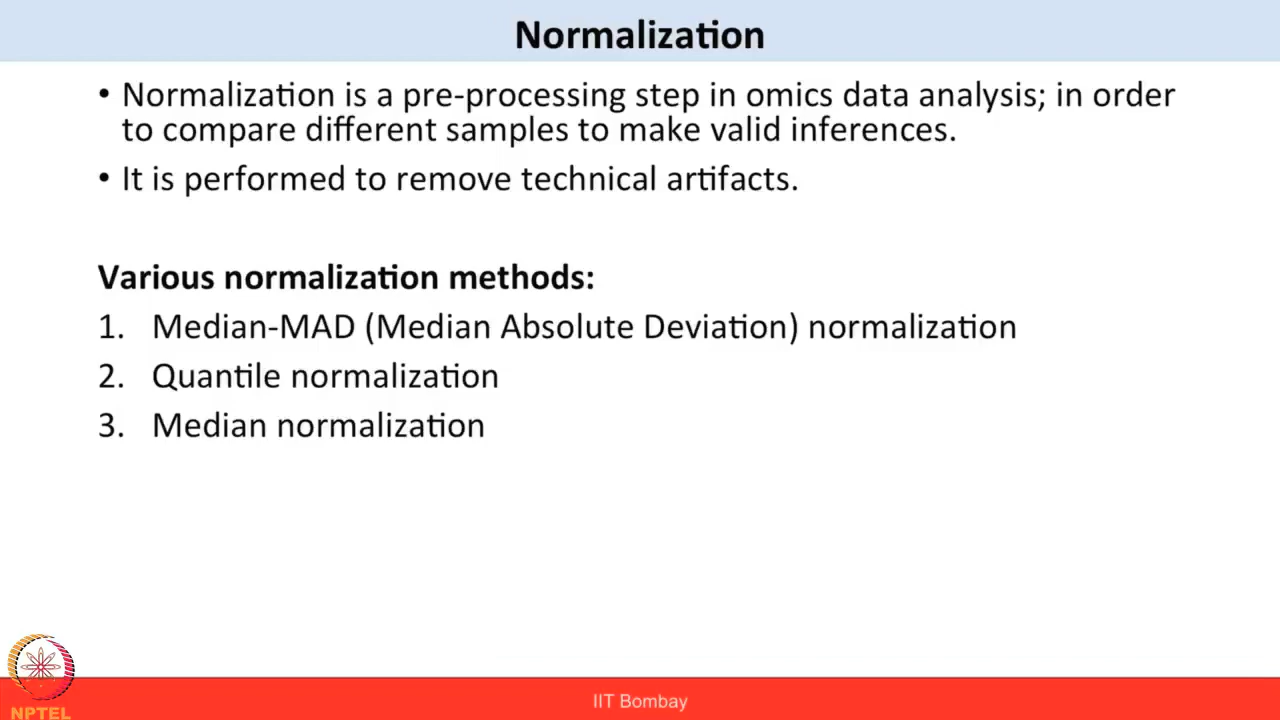 Normalization
• Normalization is a pre-processing step in omics data analysis; in order
to compare different samples to make valid inferences.
• It is performed to remove technical artifacts.
Various normalization methods:
1. Median-MAD (Median Absolute Deviation) normalization
2. Quantile normalization
3. Median normalization
IIT Bombay
NPTEL